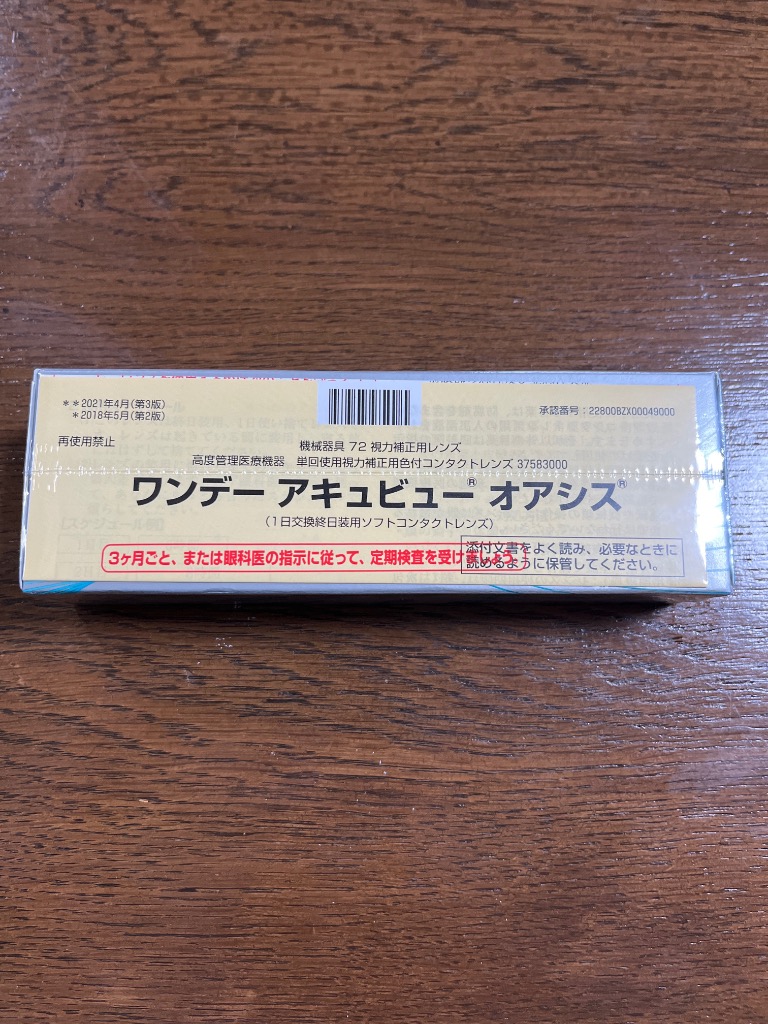 **2021年4月(第3版)
*2018年5月(第2版)
承認番号：22800BZX00049000
再使用禁止
機械器具 72 視力補正用レンズ
高度管理医療機器 単回使用視力補正用色付コンタクトレンズ 37583000
ワンデー アキュビュー® オアシス®
(1日交換終日装用ソフトコンタクトレンズ)
3ヶ月ごと、または眼科医の指示に従って、定期検査を受けましょう。
添付文書をよく読み、必要なときに
読めるように保管してください。